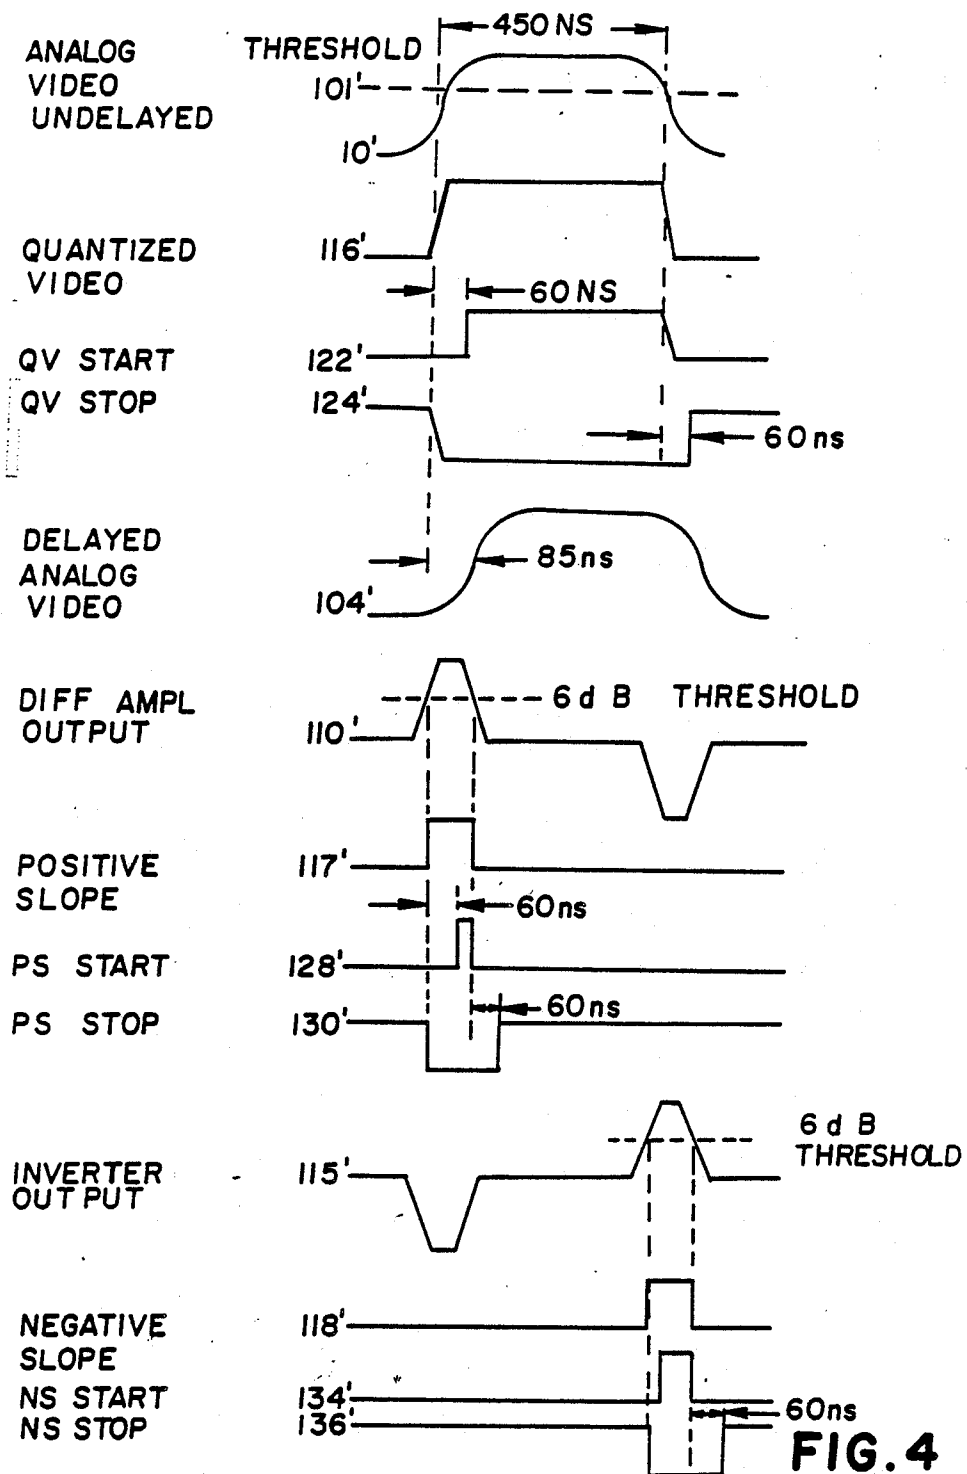 450 NS
ANALOG THRESHOLD
VIDEO 101'
UNDELAYED
10'
QUANTIZED 116'
VIDEO
60 NS
QV START 122'
QV STOP 124'
60 ns
DELAYED
ANALOG 85 ns
VIDEO 104'
DIFF AMPL 6 dB THRESHOLD
OUTPUT 110'
POSITIVE 117'
SLOPE
60 ns
PS START 128'
PS STOP 130'
60 ns
6 dB
THRESHOLD
INVERTER 115'
OUTPUT
NEGATIVE 118'
SLOPE
NS START 134'
60 ns
NS STOP 136'
FIG. 4